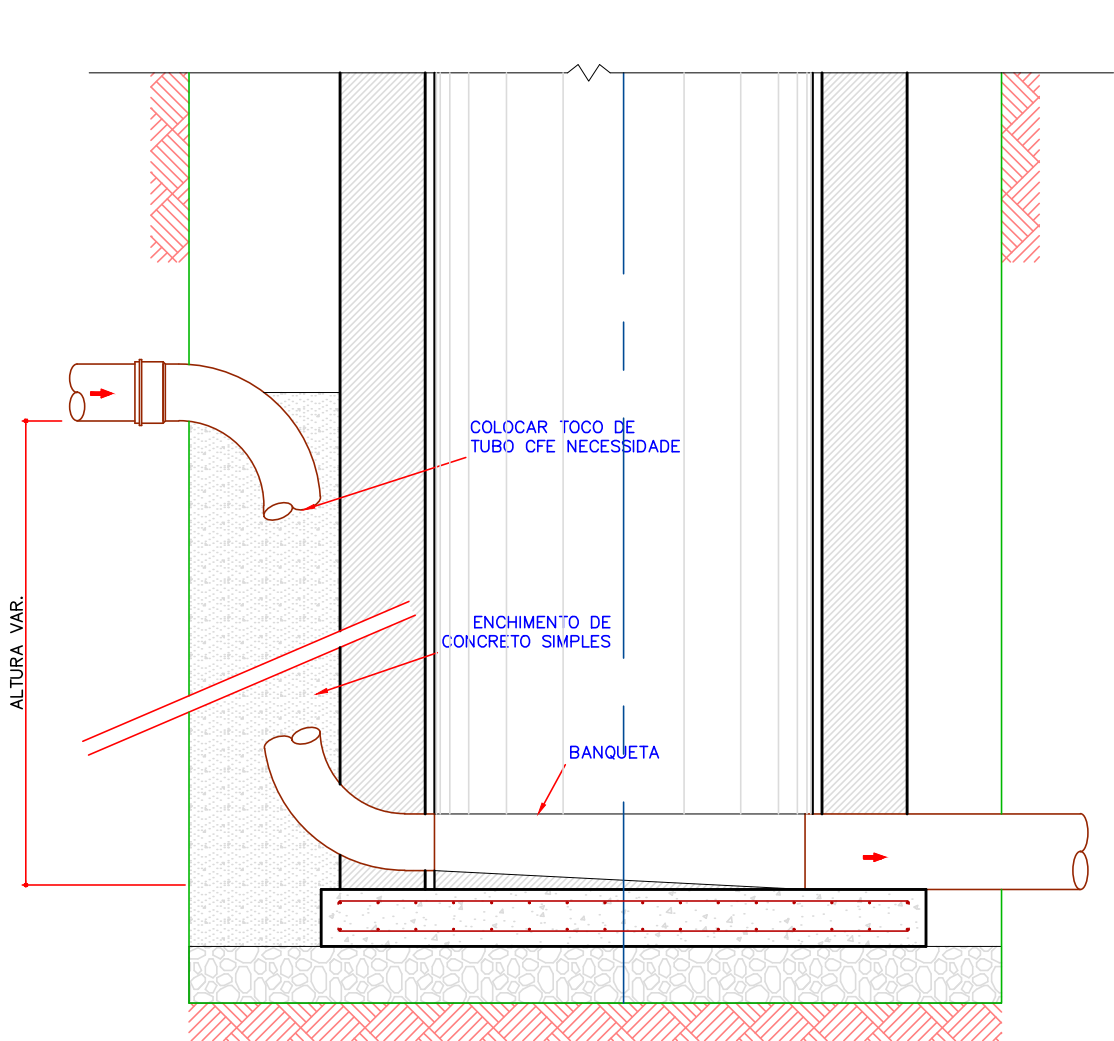 COLOCAR TOCO DE
TUBO CFE NECESSIDADE
ALTURA VAR.
ENCHIMENTO DE
CONCRETO SIMPLES
BANQUETA